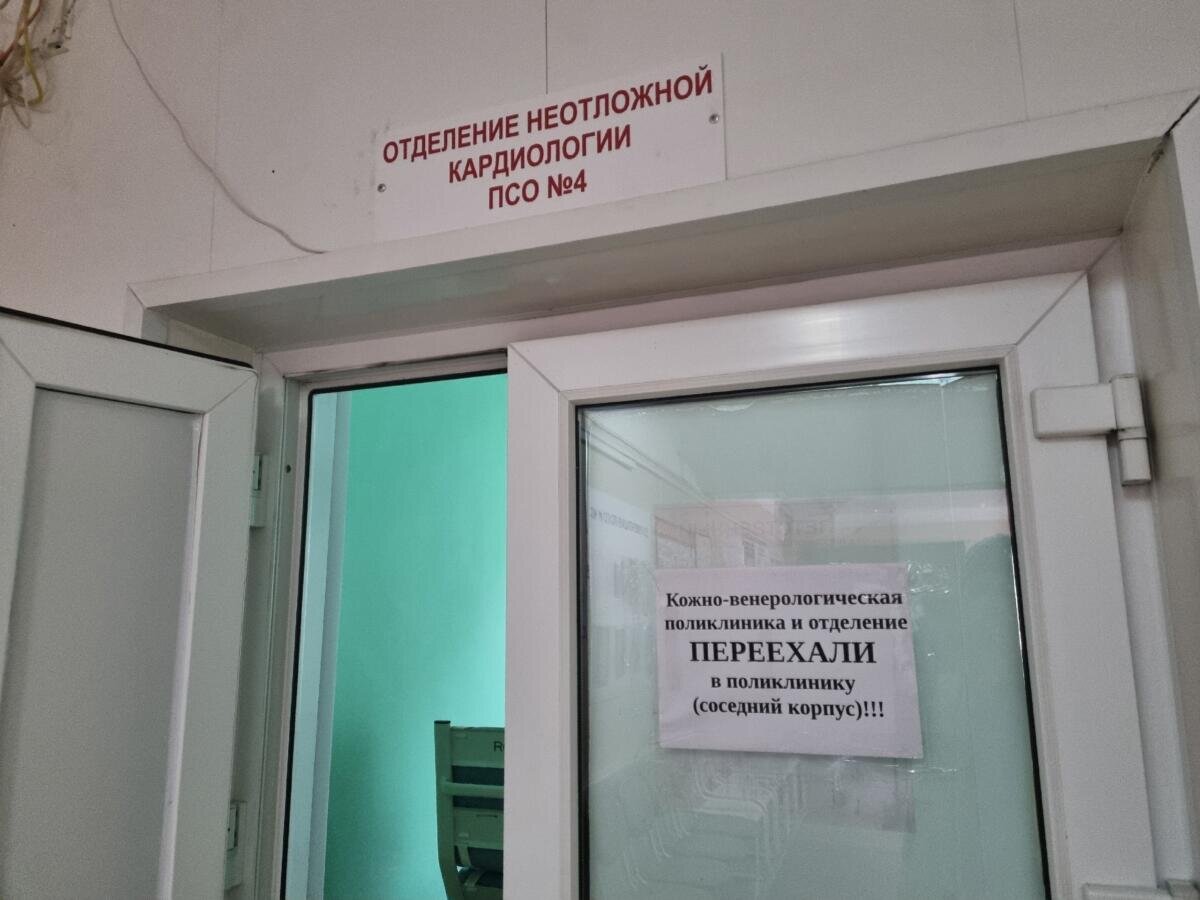 ОТДЕЛЕНИЕ НЕОТЛОЖНОЙ
КАРДИОЛОГИИ
ПСО №4
Кожно-венерологическая
поликлиника и отделение
ПЕРЕЕХАЛИ
в поликлинику
(соседний корпус)!!!